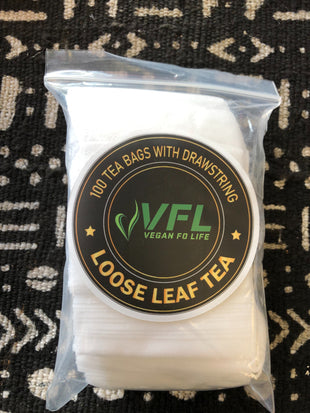 100 TEA BAGS WITH DRAWSTRING
VFL
VEGAN FO LIFE
LOOSE LEAF TEA